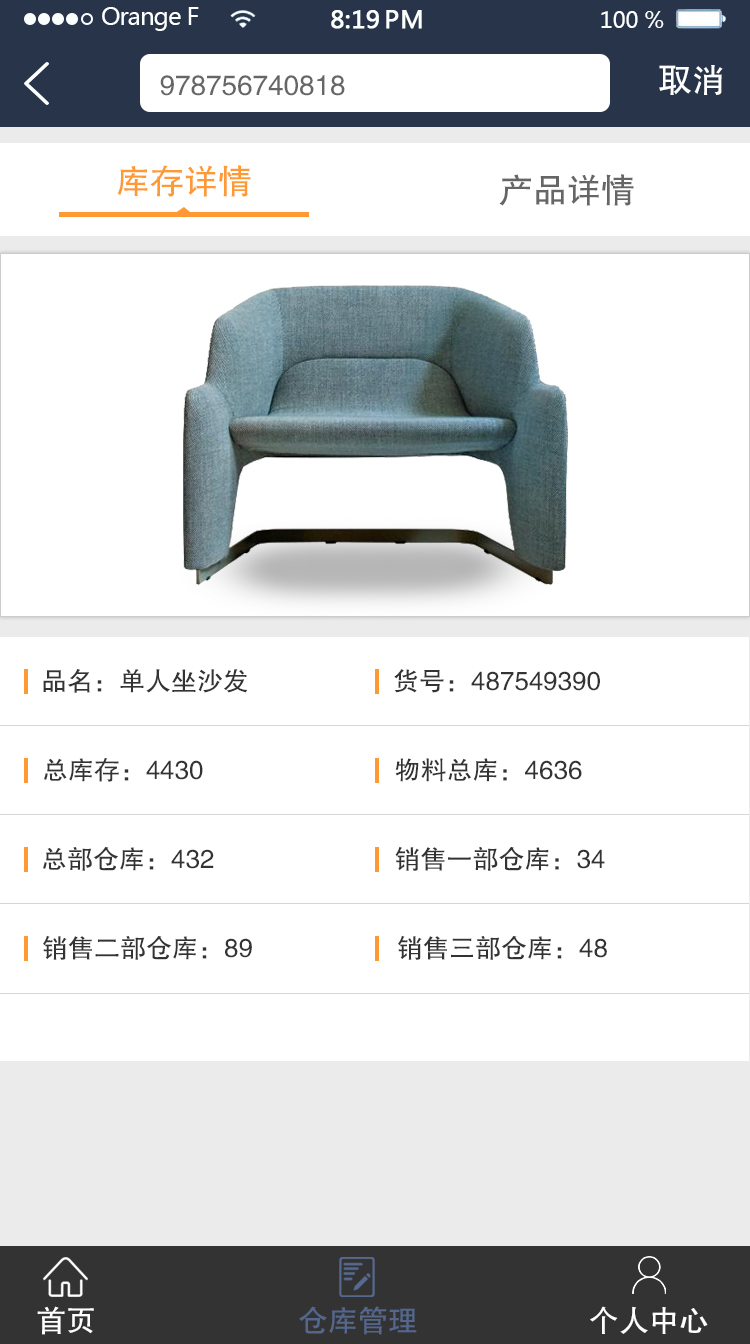 Orange F 8:19 PM 100 %
978756740818 取消
库存详情 产品详情
品名：单人坐沙发 货号：487549390
总库存：4430 物料总库：4636
总部仓库：432 销售一部仓库：34
销售二部仓库：89 销售三部仓库：48
首页 仓库管理 个人中心